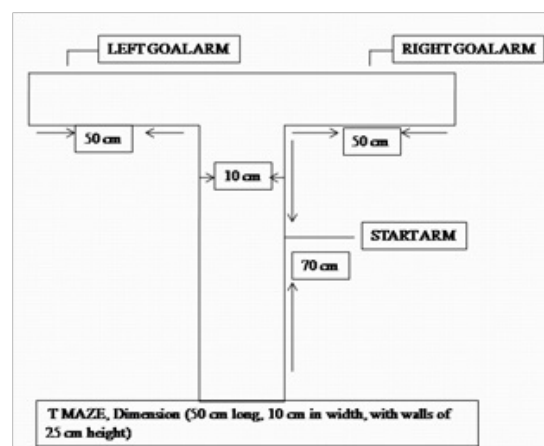 LEFT GOAL ARM
RIGHT GOAL ARM
50 cm
50 cm
10 cm
START ARM
70 cm
T MAZE, Dimension (50 cm long, 10 cm in width, with walls of
25 cm height)